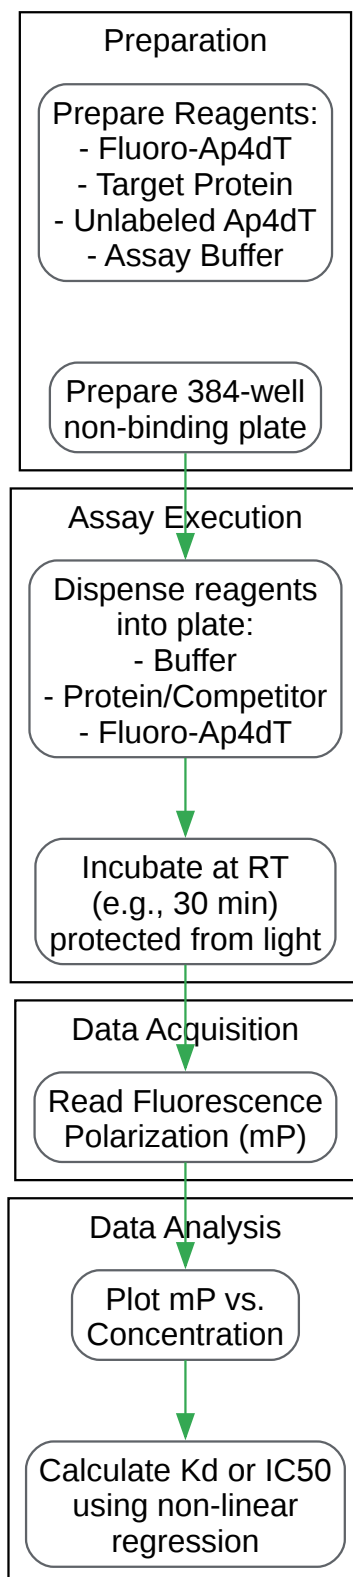 Preparation
Prepare Reagents:
- Fluoro-Ap4dT
- Target Protein
- Unlabeled Ap4dT
- Assay Buffer
Prepare 384-well
non-binding plate
Assay Execution
Dispense reagents
into plate:
- Buffer
- Protein/Competitor
- Fluoro-Ap4dT
Incubate at RT
(e.g., 30 min)
protected from light
Data Acquisition
Read Fluorescence
Polarization (mP)
Data Analysis
Plot mP vs.
Concentration
Calculate Kd or IC50
using non-linear
regression